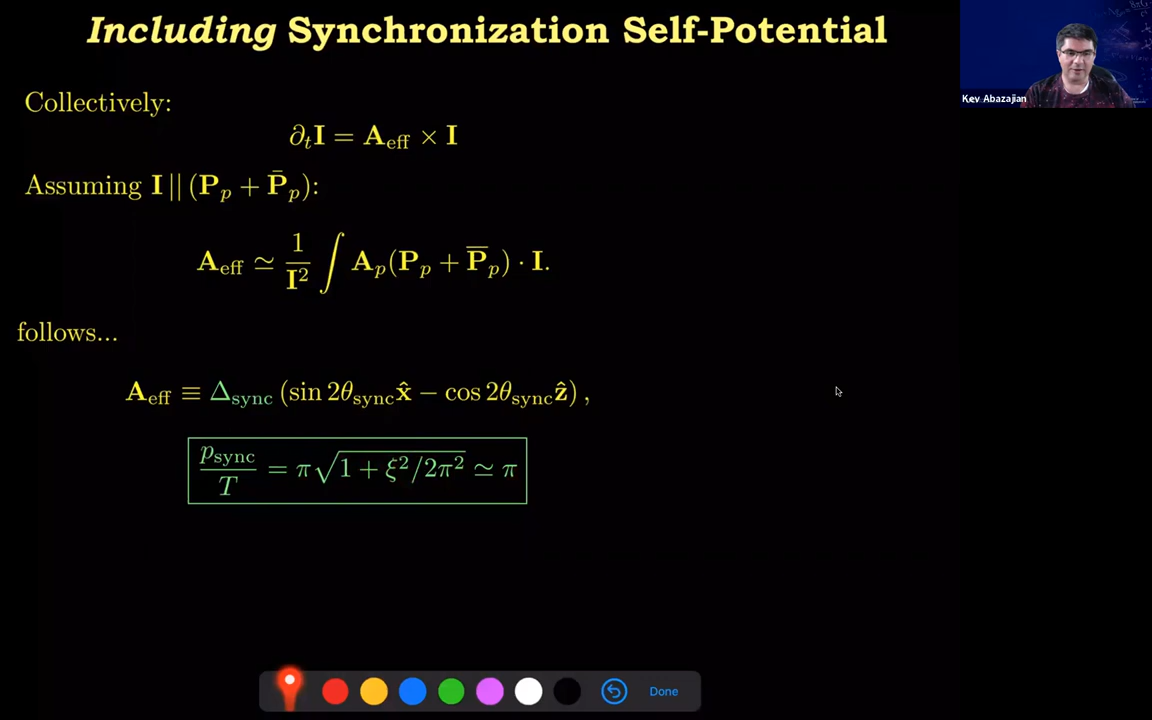 Including Synchronization Self-Potential
Kev Abazajian
Collectively:
∂ₜI = A_eff × I
Assuming I || (P_p + P̄_p):
A_eff ≃ 1/I² ∫ A_p(P_p + P̄_p) · I.
follows...
A_eff ≡ Δ_sync (sin 2θ_sync x̂ − cos 2θ_sync ẑ) ,
p_sync/T = π√(1 + ξ²/2π²) ≃ π
Done